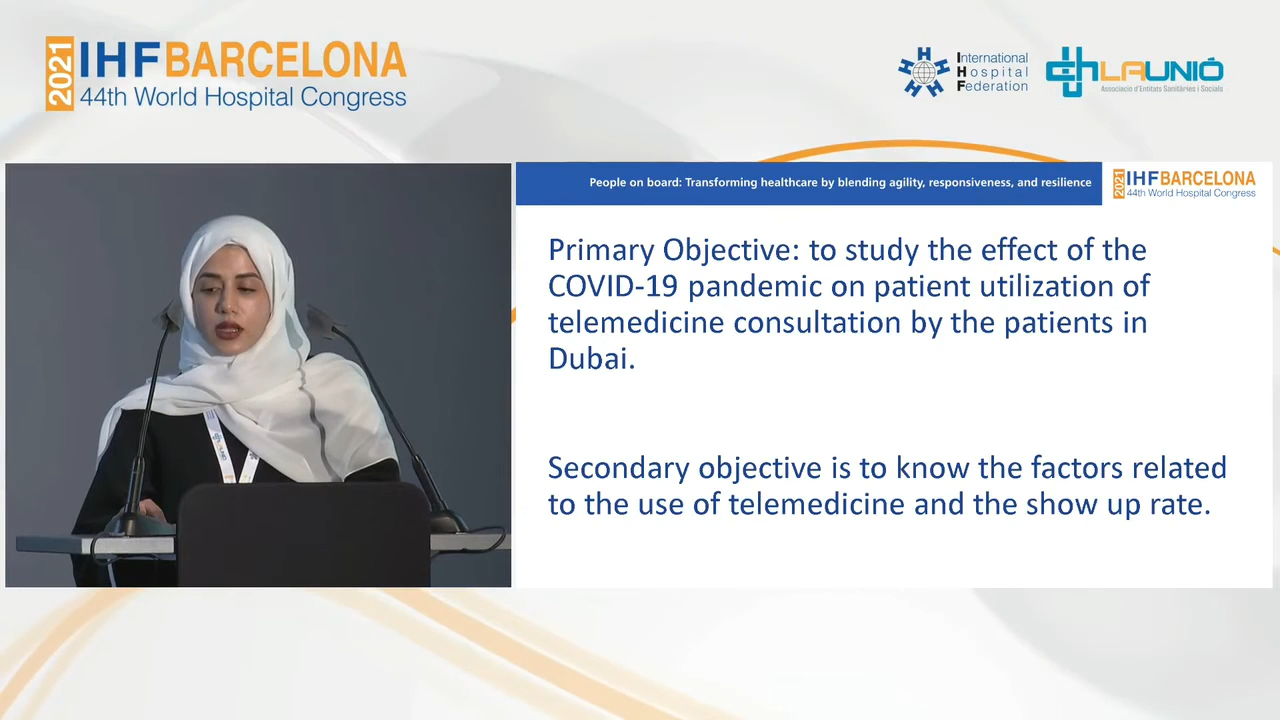 2021 IHF BARCELONA
44th World Hospital Congress
International
Hospital
Federation
LAUNIÓ
Associació d'Entitats Sanitàries i Socials
People on board: Transforming healthcare by blending agility, responsiveness, and resilience
2021 IHF BARCELONA
44th World Hospital Congress
Primary Objective: to study the effect of the
COVID-19 pandemic on patient utilization of
telemedicine consultation by the patients in
Dubai.
Secondary objective is to know the factors related
to the use of telemedicine and the show up rate.